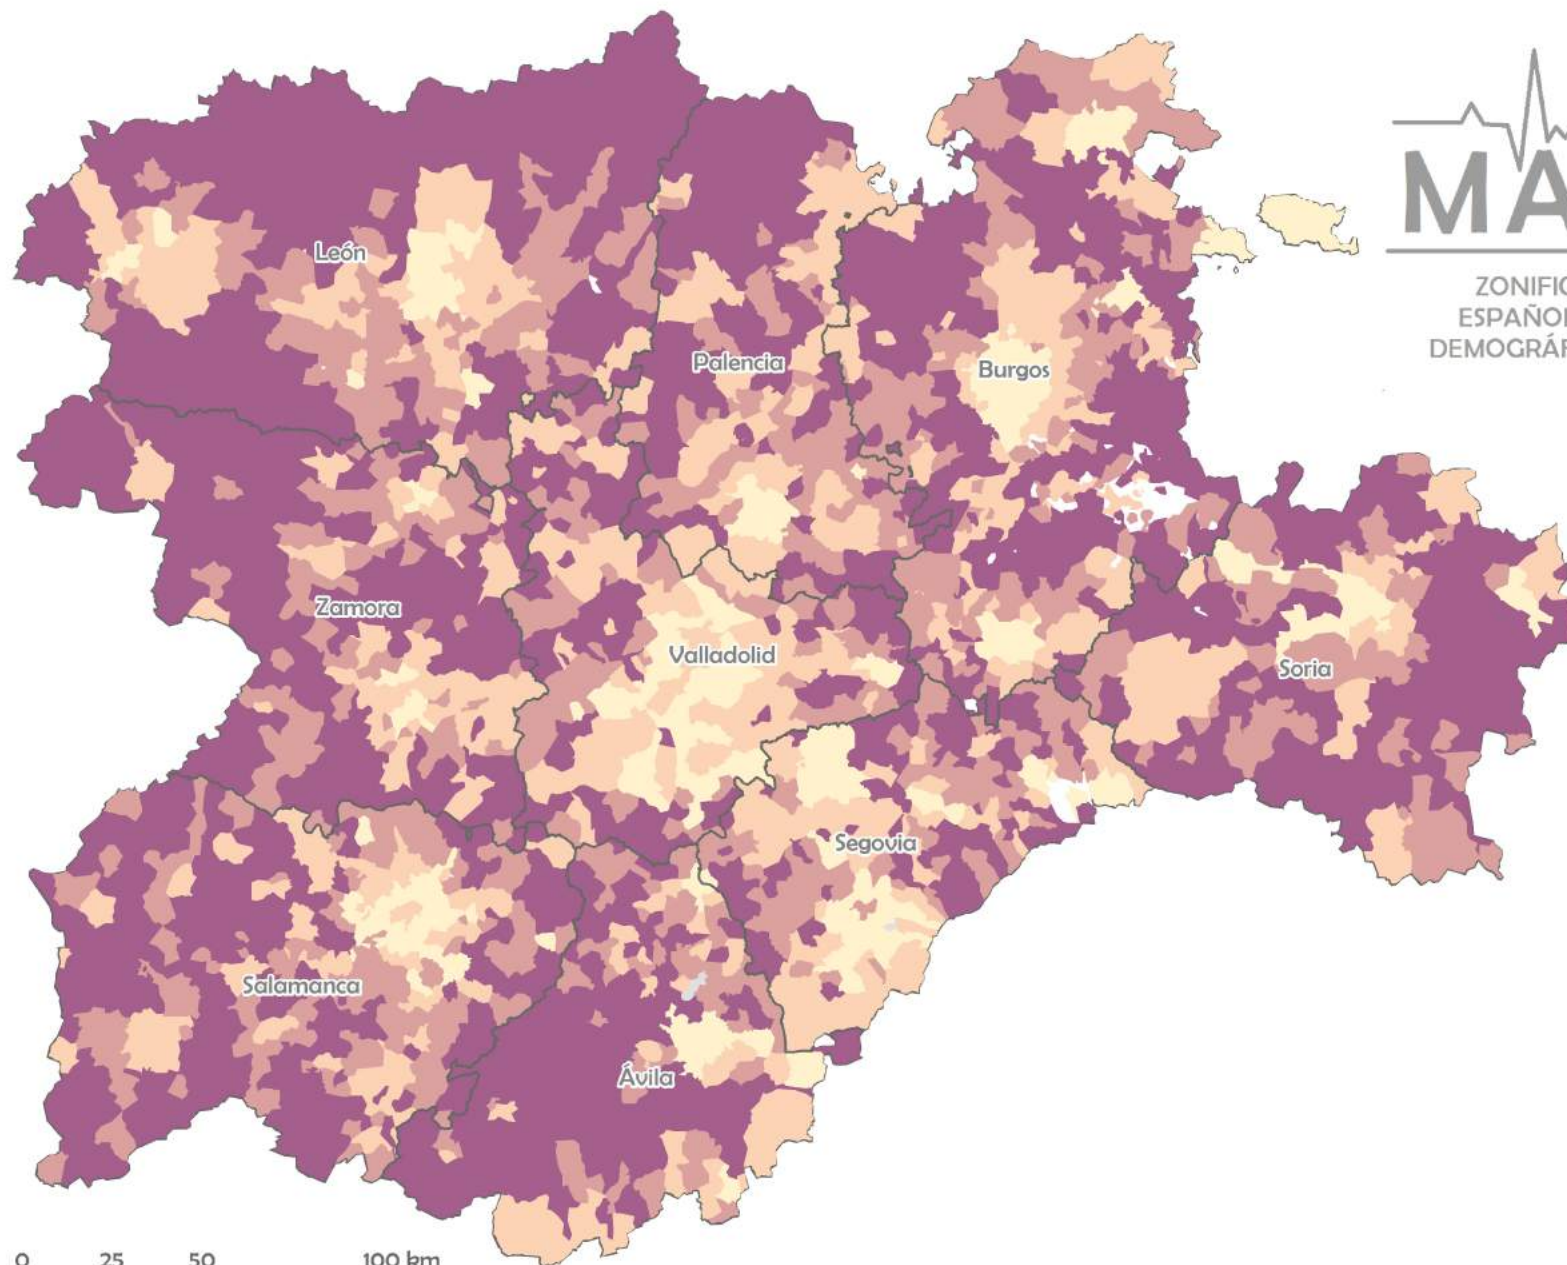 MA
ZONIFIC
ESPAÑOL
DEMOGRÁF
León
Palencia
Burgos
Zamora
Valladolid
Soria
Segovia
Salamanca
Ávila
0 25 50 100 km